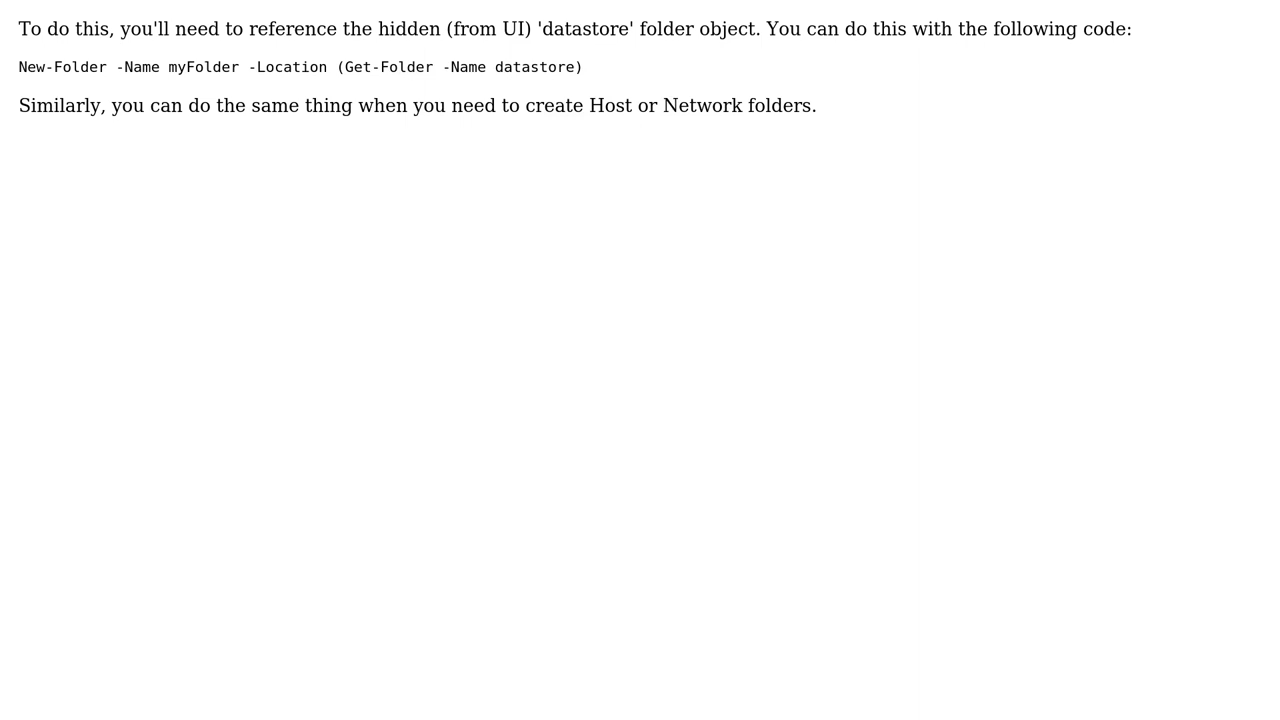 To do this, you'll need to reference the hidden (from UI) 'datastore' folder object. You can do this with the following code:
New-Folder -Name myFolder -Location (Get-Folder -Name datastore)
Similarly, you can do the same thing when you need to create Host or Network folders.